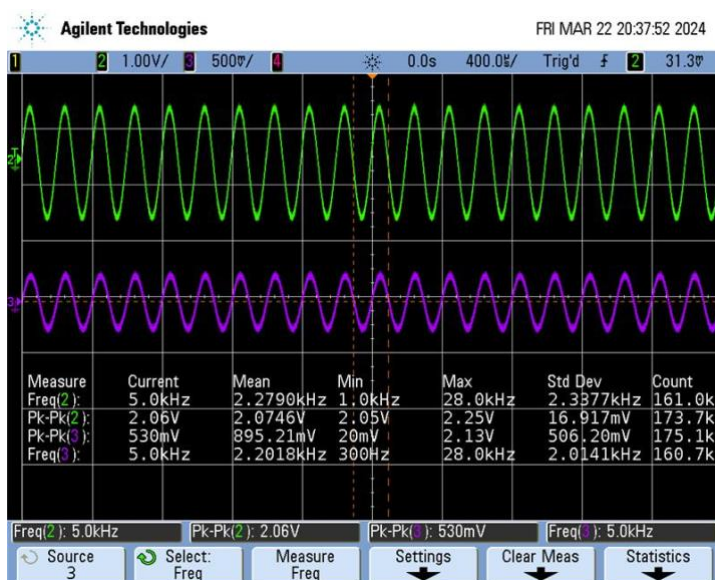 Agilent Technologies FRI MAR 22 20:37:52 2024
1 2 1.00V/ 3 500mV/ 4 0.0s 400.0µs/ Trig'd 2 31.3mV
2
3
Measure Current Mean Min Max Std Dev Count
Freq(2): 5.0kHz 2.2790kHz 1.0kHz 28.0kHz 2.3377kHz 161.0k
Pk-Pk(2): 2.06V 2.0746V 2.05V 2.25V 16.917mV 173.7k
Pk-Pk(3): 530mV 895.21mV 20mV 2.13V 506.20mV 175.1k
Freq(3): 5.0kHz 2.2018kHz 300Hz 28.0kHz 2.0141kHz 160.7k
Freq(2): 5.0kHz Pk-Pk(2): 2.06V Pk-Pk(3): 530mV Freq(3): 5.0kHz
Source Select: Measure Settings Clear Meas Statistics
3 Freq Freq